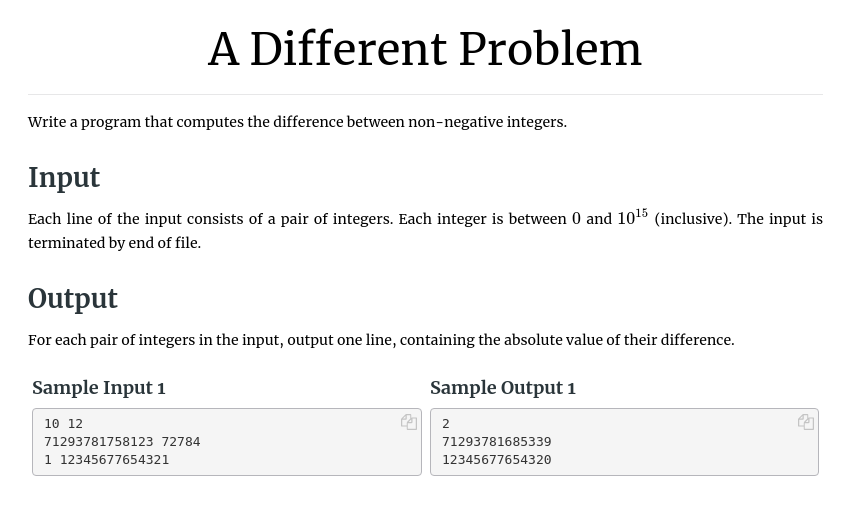 A Different Problem
Write a program that computes the difference between non-negative integers.
Input
Each line of the input consists of a pair of integers. Each integer is between 0 and 10^15 (inclusive). The input is
terminated by end of file.
Output
For each pair of integers in the input, output one line, containing the absolute value of their difference.
Sample Input 1
10 12
71293781758123 72784
1 12345677654321
Sample Output 1
2
71293781685339
12345677654320